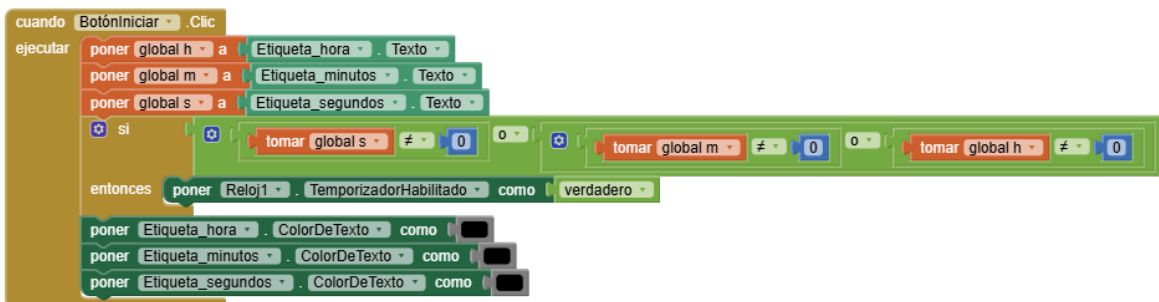 cuando BotónIniciar .Clic
ejecutar poner global h a Etiqueta_hora . Texto
poner global m a Etiqueta_minutos . Texto
poner global s a Etiqueta_segundos . Texto
si tomar global s ≠ 0 o tomar global m ≠ 0 o tomar global h ≠ 0
entonces poner Reloj1 . TemporizadorHabilitado como verdadero
poner Etiqueta_hora . ColorDeTexto como
poner Etiqueta_minutos . ColorDeTexto como
poner Etiqueta_segundos . ColorDeTexto como